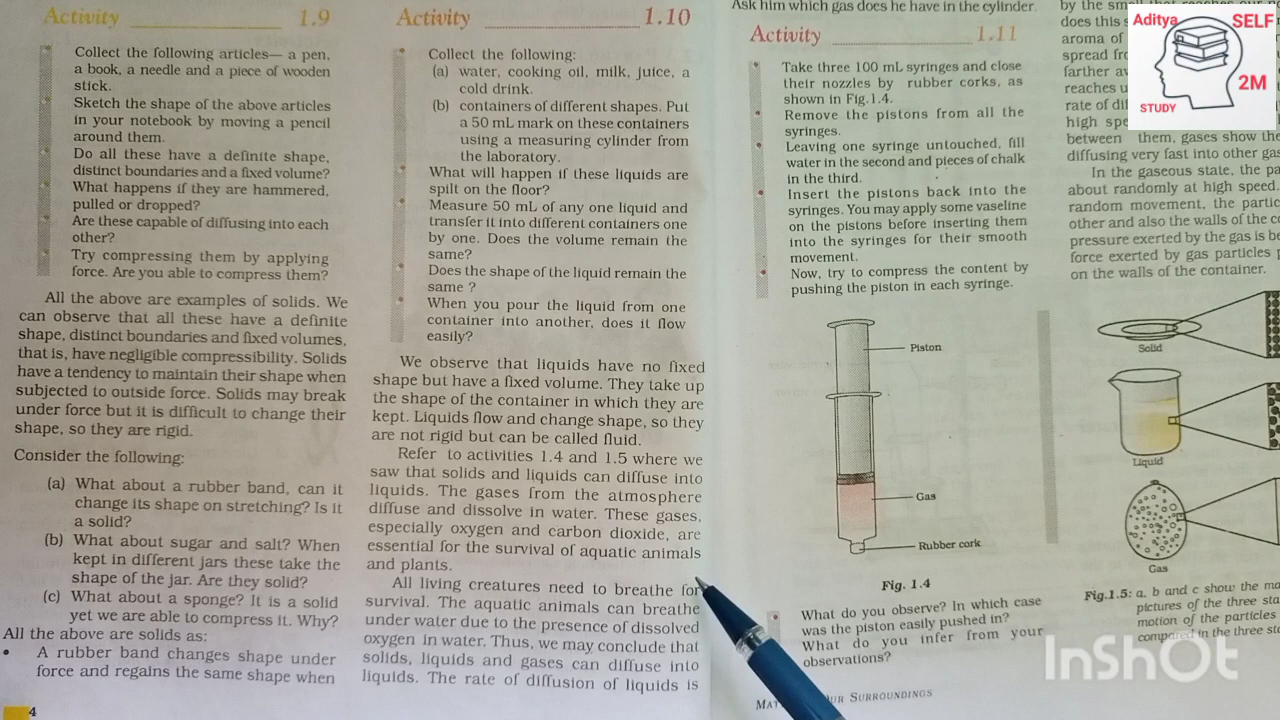 Activity 1.9
Collect the following articles— a pen,
a book, a needle and a piece of wooden
stick.
Sketch the shape of the above articles
in your notebook by moving a pencil
around them.
Do all these have a definite shape,
distinct boundaries and a fixed volume?
What happens if they are hammered,
pulled or dropped?
Are these capable of diffusing into each
other?
Try compressing them by applying
force. Are you able to compress them?
All the above are examples of solids. We
can observe that all these have a definite
shape, distinct boundaries and fixed volumes,
that is, have negligible compressibility. Solids
have a tendency to maintain their shape when
subjected to outside force. Solids may break
under force but it is difficult to change their
shape, so they are rigid.
Consider the following:
(a) What about a rubber band, can it
change its shape on stretching? Is it
a solid?
(b) What about sugar and salt? When
kept in different jars these take the
shape of the jar. Are they solid?
(c) What about a sponge? It is a solid
yet we are able to compress it. Why?
All the above are solids as:
• A rubber band changes shape under
force and regains the same shape when
4
Activity 1.10
Collect the following:
(a) water, cooking oil, milk, juice, a
cold drink.
(b) containers of different shapes. Put
a 50 mL mark on these containers
using a measuring cylinder from
the laboratory.
What will happen if these liquids are
spilt on the floor?
Measure 50 mL of any one liquid and
transfer it into different containers one
by one. Does the volume remain the
same?
Does the shape of the liquid remain the
same ?
When you pour the liquid from one
container into another, does it flow
easily?
We observe that liquids have no fixed
shape but have a fixed volume. They take up
the shape of the container in which they are
kept. Liquids flow and change shape, so they
are not rigid but can be called fluid.
Refer to activities 1.4 and 1.5 where we
saw that solids and liquids can diffuse into
liquids. The gases from the atmosphere
diffuse and dissolve in water. These gases,
especially oxygen and carbon dioxide, are
essential for the survival of aquatic animals
and plants.
All living creatures need to breathe for
survival. The aquatic animals can breathe
under water due to the presence of dissolved
oxygen in water. Thus, we may conclude that
solids, liquids and gases can diffuse into
liquids. The rate of diffusion of liquids is
Ask him which gas does he have in the cylinder
Activity 1.11
Take three 100 mL syringes and close
their nozzles by rubber corks, as
shown in Fig.1.4.
Remove the pistons from all the
syringes.
Leaving one syringe untouched, fill
water in the second and pieces of chalk
in the third.
Insert the pistons back into the
syringes. You may apply some vaseline
on the pistons before inserting them
into the syringes for their smooth
movement.
Now, try to compress the content by
pushing the piston in each syringe.
Piston
Gas
Rubber cork
Fig. 1.4
What do you observe? In which case
was the piston easily pushed in?
What do you infer from your
observations?
SURROUNDINGS
by the
does this
aroma of
spread
farther
reaches
rate of
high
between them, gases show
diffusing very fast into other
In the gaseous state, the
about randomly at high speed.
random movement, the
other and also the walls of the
pressure exerted by the gas is
force exerted by gas particles
on the walls of the container.
Solid
Liquid
Gas
Fig.1.5: a, b and c show the
pictures of the three
motion of the particles
compared in the three
Aditya SELF
2M
STUDY
InShOt